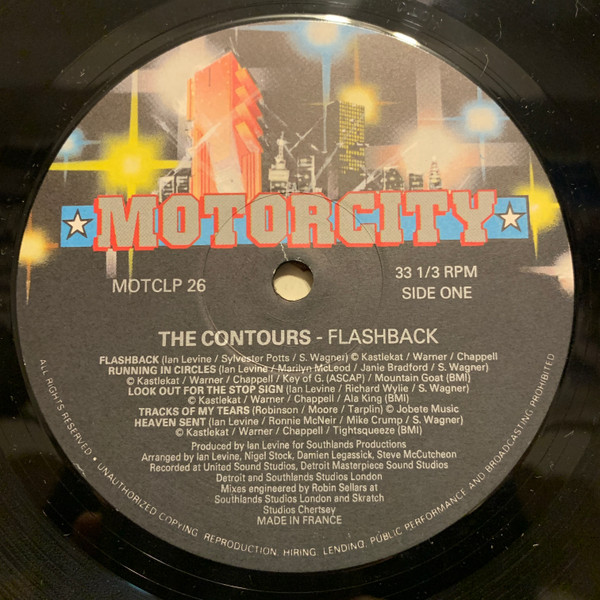 MOTORCITY
MOTCLP 26
33 1/3 RPM
SIDE ONE
THE CONTOURS - FLASHBACK
FLASHBACK (Ian Levine / Sylvester Potts / S. Wagner) © Kastlekat / Warner / Chappell
RUNNING IN CIRCLES (Ian Levine / Marilyn McLeod / Janie Bradford / S. Wagner)
© Kastlekat / Warner / Chappell / Key of G. (ASCAP) / Mountain Goat (BMI)
LOOK OUT FOR THE STOP SIGN (Ian Levine / Richard Wylie / S. Wagner)
© Kastlekat / Warner / Chappell / Ala King (BMI)
TRACKS OF MY TEARS (Robinson / Moore / Tarplin) © Jobete Music
HEAVEN SENT (Ian Levine / Ronnie McNeir / Mike Crump / S. Wagner)
© Kastlekat / Warner / Chappell / Tightsqueeze (BMI)
Produced by Ian Levine for Southlands Productions
Arranged by Ian Levine, Nigel Stock, Damien Legassick, Steve McCutcheon
Recorded at United Sound Studios, Detroit Masterpiece Sound Studios
Detroit and Southlands Studios London
Mixes engineered by Robin Sellars at
Southlands Studios London and Skratch
Studios Chertsey
MADE IN FRANCE
ALL RIGHTS RESERVED • UNAUTHORIZED COPYING, REPRODUCTION, HIRING, LENDING, PUBLIC PERFORMANCE AND BROADCASTING PROHIBITED